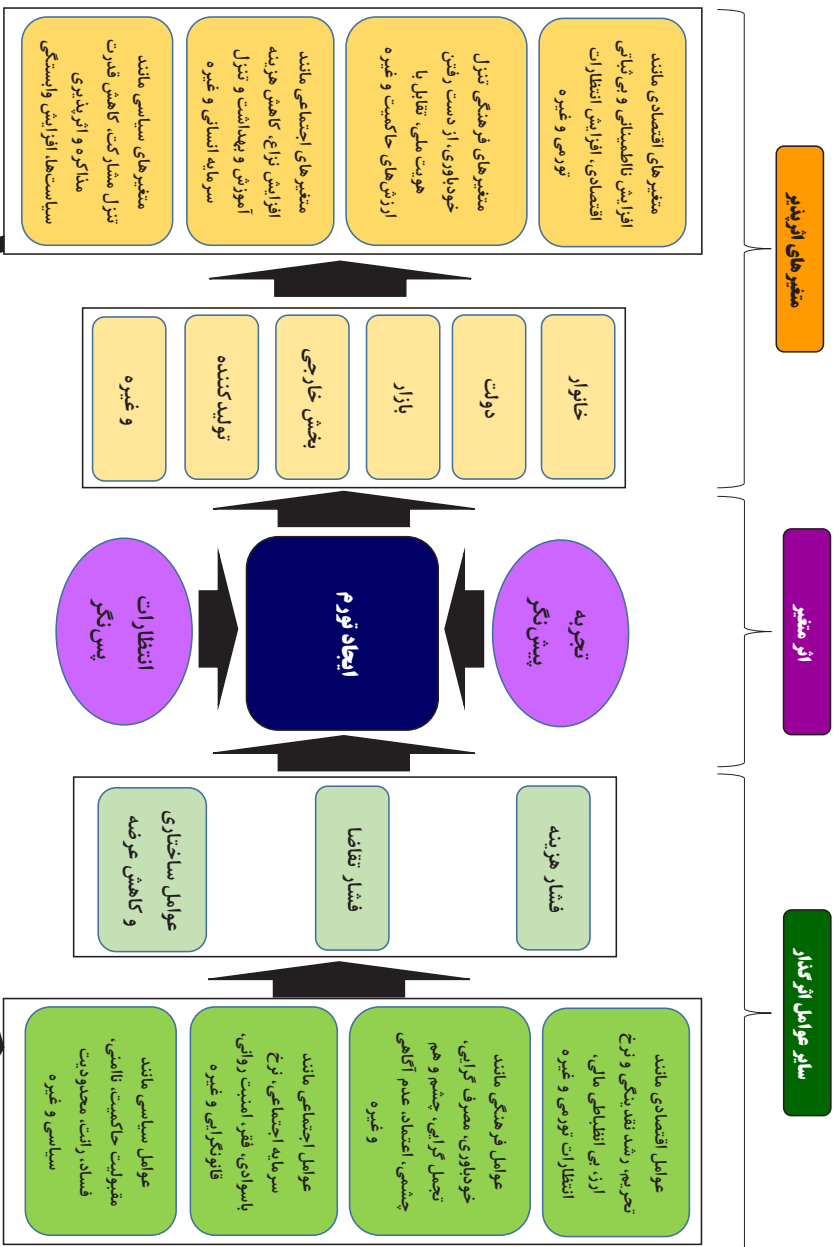 سایر عوامل اثرگذار
اثر متغیر
متغیرهای اثرپذیر
عوامل اقتصادی مانند
تحریم، رشد نقدینگی و نرخ
ارز، بی انظباطی مالی،
انتظارات تورمی و غیره
عوامل فرهنگی مانند
خودباوری، مصرف گرایی،
تجمل گرایی، چشم و هم
چشمی، اعتماد، عدم آگاهی
و غیره
عوامل اجتماعی مانند
سرمایه اجتماعی، نرخ
باسوادی، فقر، امنیت روانی،
قانونگرایی و غیره
عوامل سیاسی مانند
مقبولیت حاکمیت، ناامنی،
فساد، رانت، محدودیت
سیاسی و غیره
فشار هزینه
فشار تقاضا
عوامل ساختاری
و کاهش عرضه
تجربه
پیش‌نگر
ایجاد تورم
انتظارات
پس‌نگر
خانوار
دولت
بازار
بخش خارجی
تولیدکننده
و غیره
متغیرهای اقتصادی مانند
افزایش نااطمینانی و بی ثباتی
اقتصادی، افزایش انتظارات
تورمی و غیره
متغیرهای فرهنگی تنزل
خودباوری، از دست رفتن
هویت ملی، تقابل با
ارزش‌های حاکمیت و غیره
متغیرهای اجتماعی مانند
افزایش نزاع، کاهش هزینه
آموزش و بهداشت و تنزل
سرمایه انسانی و غیره
متغیرهای سیاسی مانند
تنزل مشارکت، کاهش قدرت
مذاکره و اثرپذیری
سیاست‌ها، افزایش وابستگی